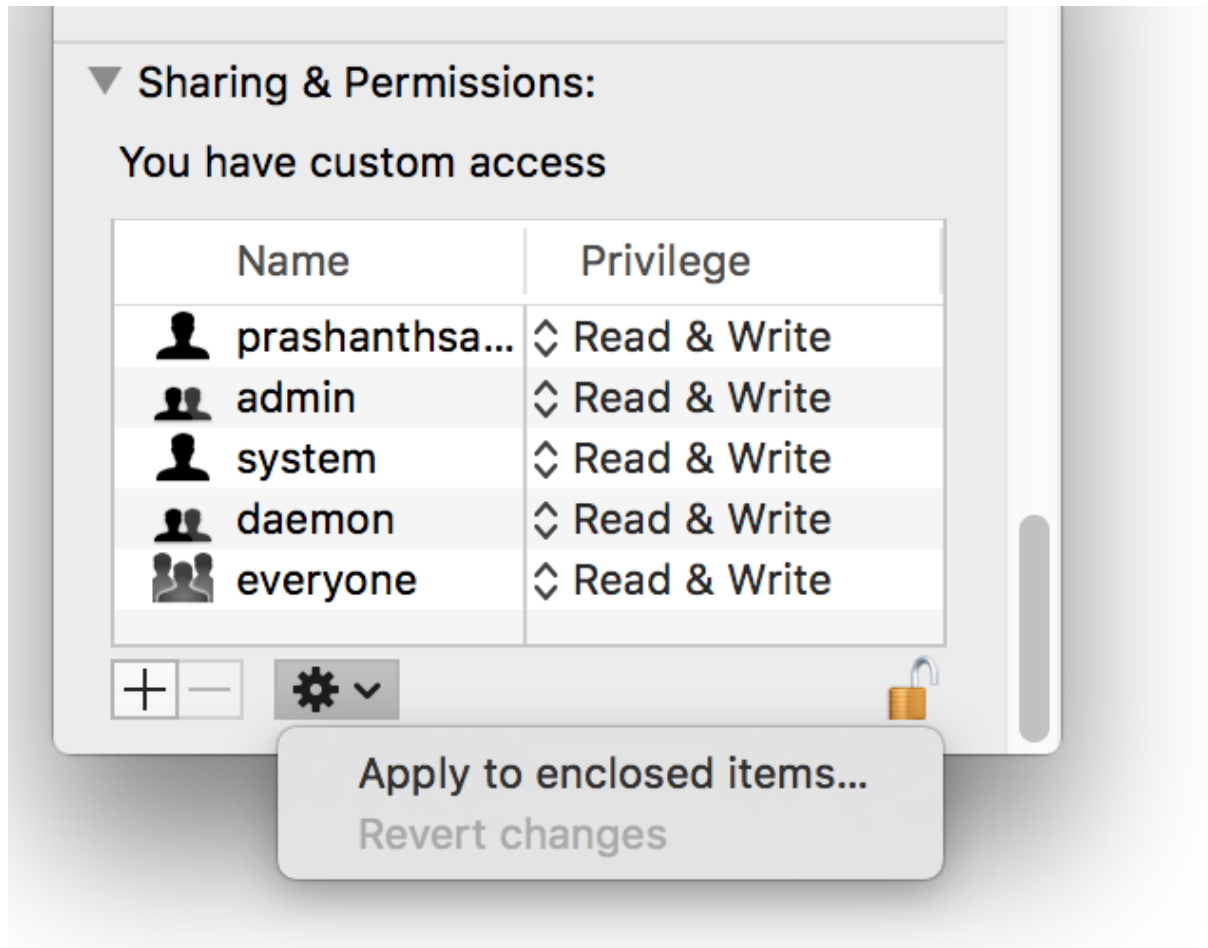 Sharing & Permissions:
You have custom access
Name Privilege
prashanthsa... Read & Write
admin Read & Write
system Read & Write
daemon Read & Write
everyone Read & Write
Apply to enclosed items...
Revert changes